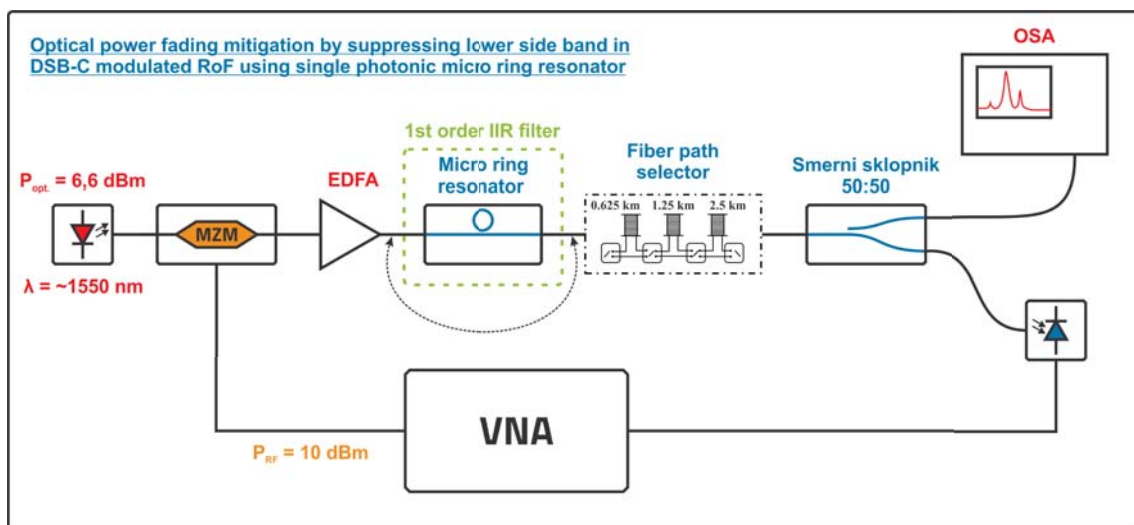 Optical power fading mitigation by suppressing lower side band in
DSB-C modulated RoF using single photonic micro ring resonator
OSA
1st order IIR filter
Micro ring
resonator
Fiber path
selector
Smerni sklopnik
50:50
P opt. = 6,6 dBm
EDFA
0.625 km 1.25 km 2.5 km
MZM
λ = ~1550 nm
VNA
P RF = 10 dBm